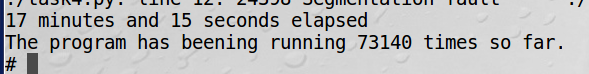 ./task4.py: line 12: 24398 Segmentation fault ./
17 minutes and 15 seconds elapsed
The program has beening running 73140 times so far.
#